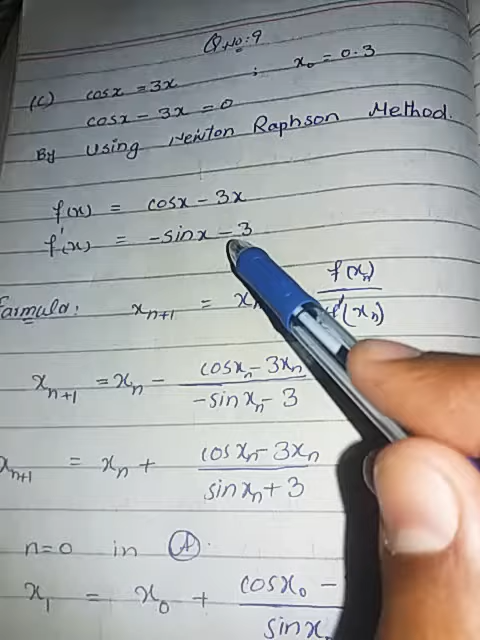 Q.No:9
(c) cosx = 3x ; x₀ = 0.3
cosx - 3x = 0
By Using Newton Raphson Method.
f(x) = cosx - 3x
f'(x) = -sinx - 3
Formula: xₙ₊₁ = xₙ f(xₙ) / f'(xₙ)
xₙ₊₁ = xₙ - cosxₙ - 3xₙ / -sinxₙ - 3
xₙ₊₁ = xₙ + cosxₙ - 3xₙ / sinxₙ + 3
n=0 in Ⓐ.
x₁ = x₀ + cosx₀ - / sinx